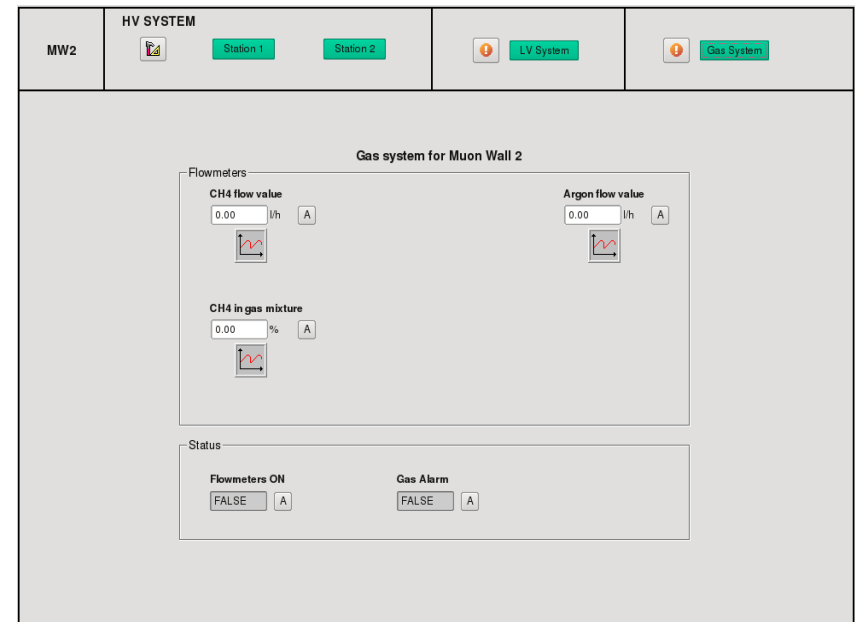 HV SYSTEM
MW2
Station 1
Station 2
LV System
Gas System
Gas system for Muon Wall 2
Flowmeters
CH4 flow value
Argon flow value
0.00 l/h A
0.00 l/h A
CH4 in gas mixture
0.00 % A
Status
Flowmeters ON
Gas Alarm
FALSE A
FALSE A